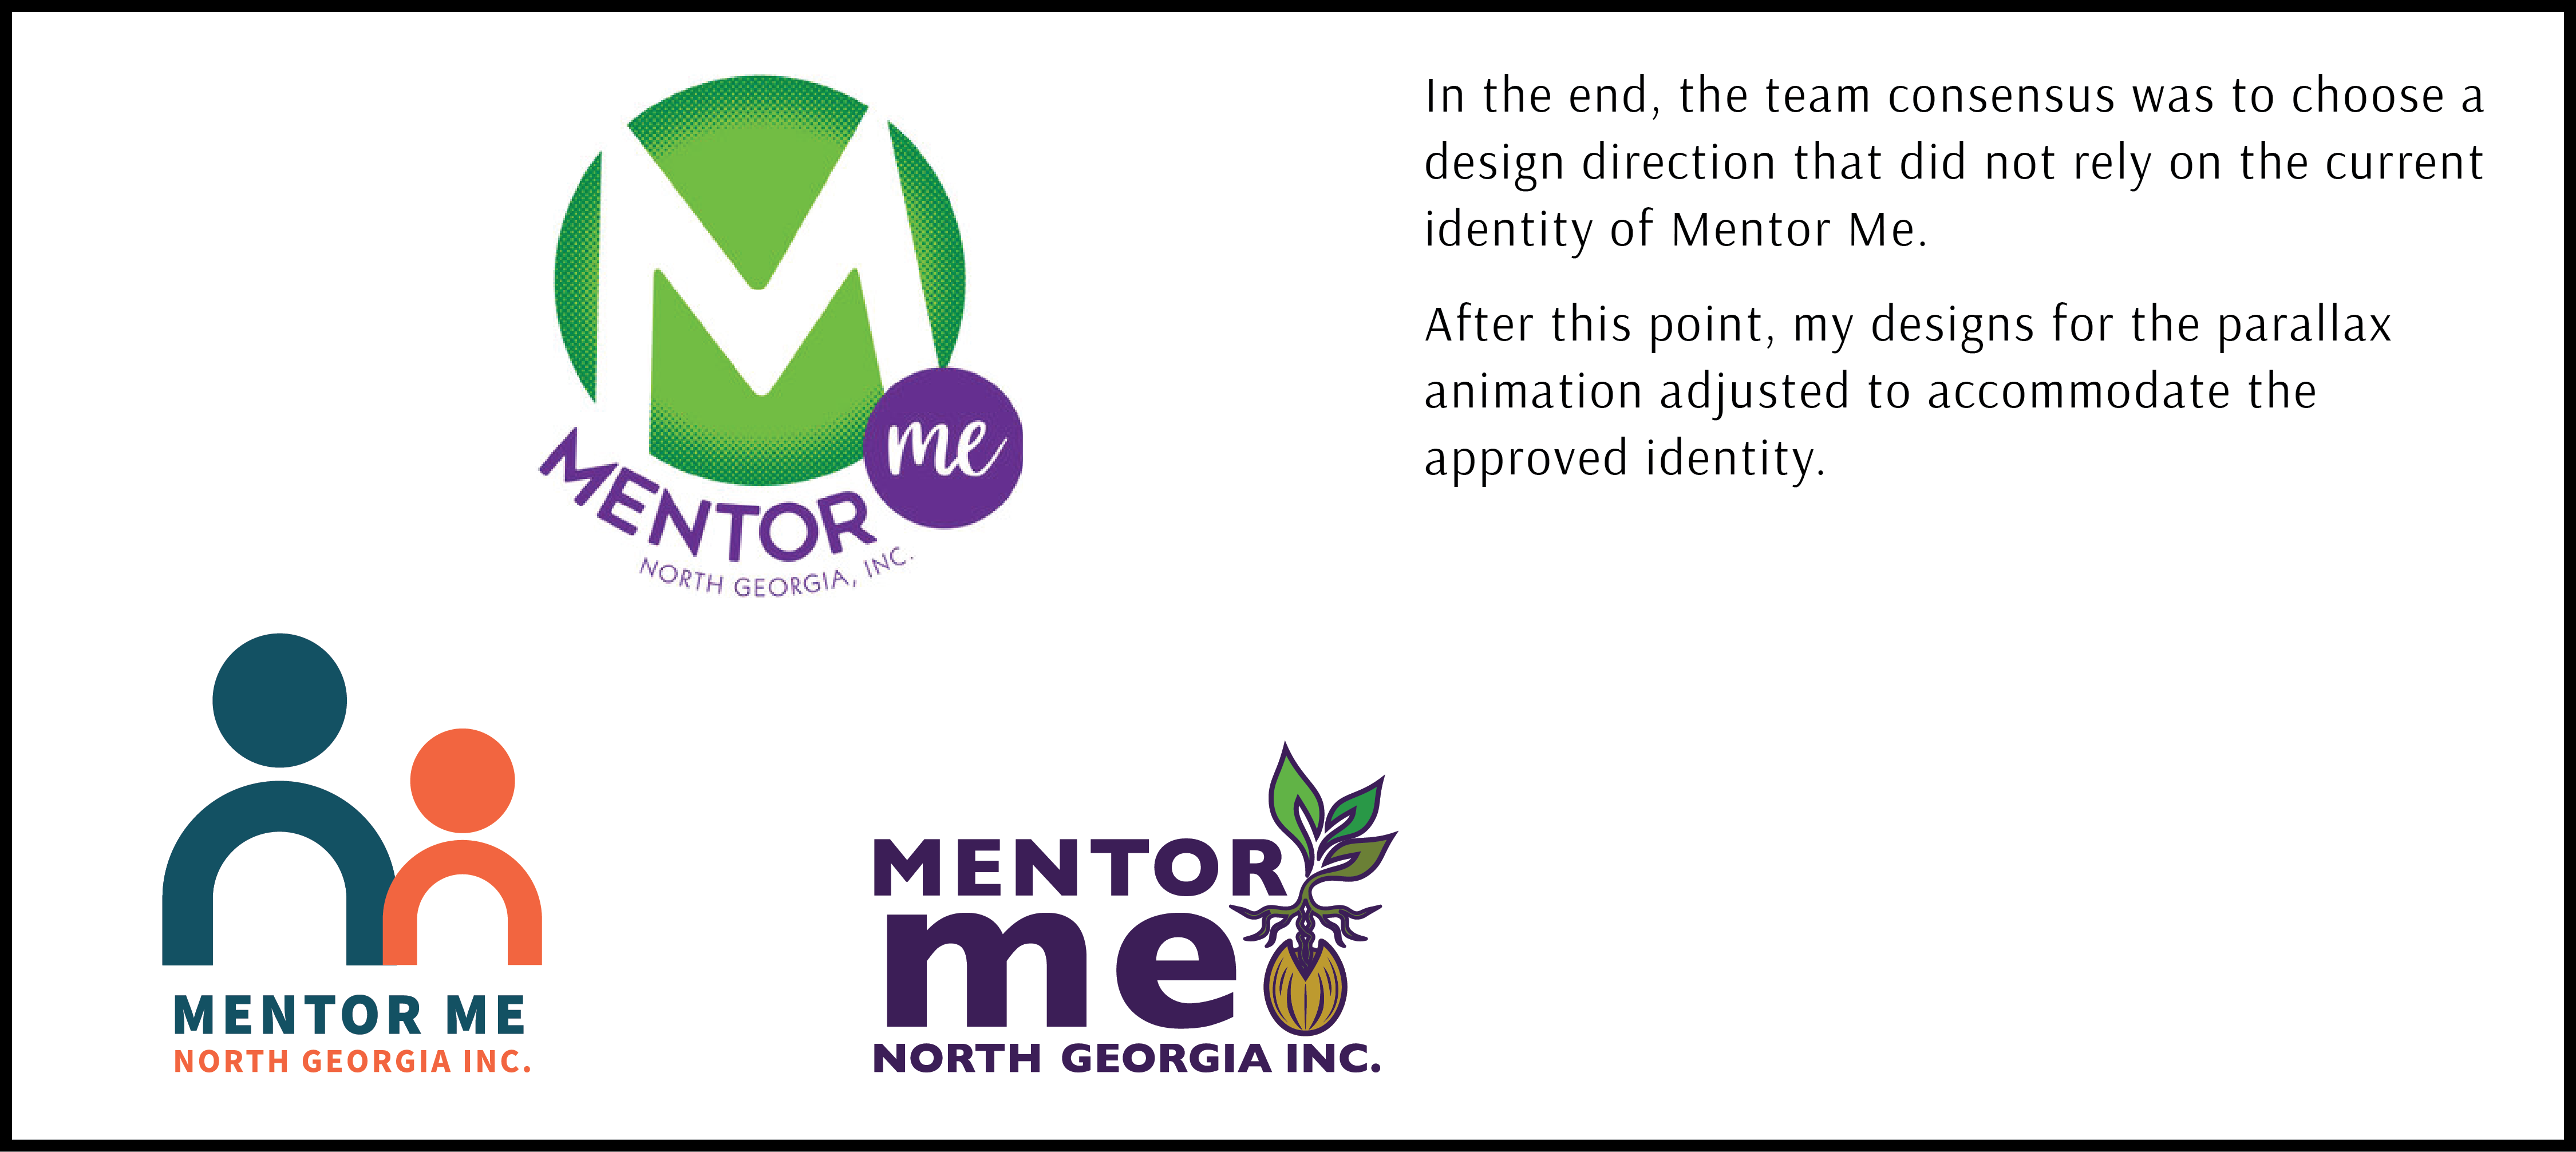 In the end, the team consensus was to choose a
design direction that did not rely on the current
identity of Mentor Me.
After this point, my designs for the parallax
animation adjusted to accommodate the
approved identity.
M
me
MENTOR
NORTH GEORGIA, INC.
MENTOR ME
NORTH GEORGIA INC.
MENTOR
me
NORTH GEORGIA INC.